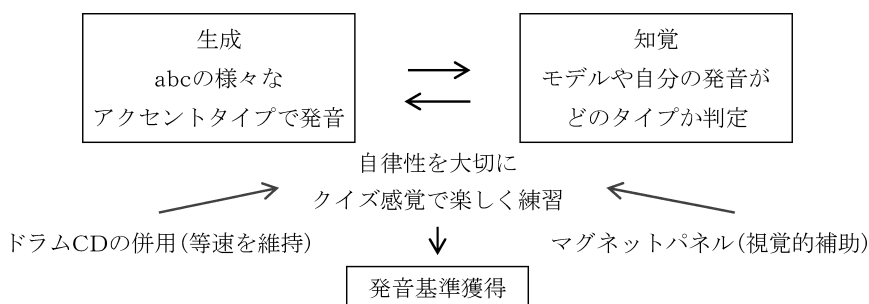 生成
abcの様々な
アクセントタイプで発音
知覚
モデルや自分の発音が
どのタイプか判定
自律性を大切に
クイズ感覚で楽しく練習
ドラムCDの併用(等速を維持)
マグネットパネル(視覚的補助)
発音基準獲得